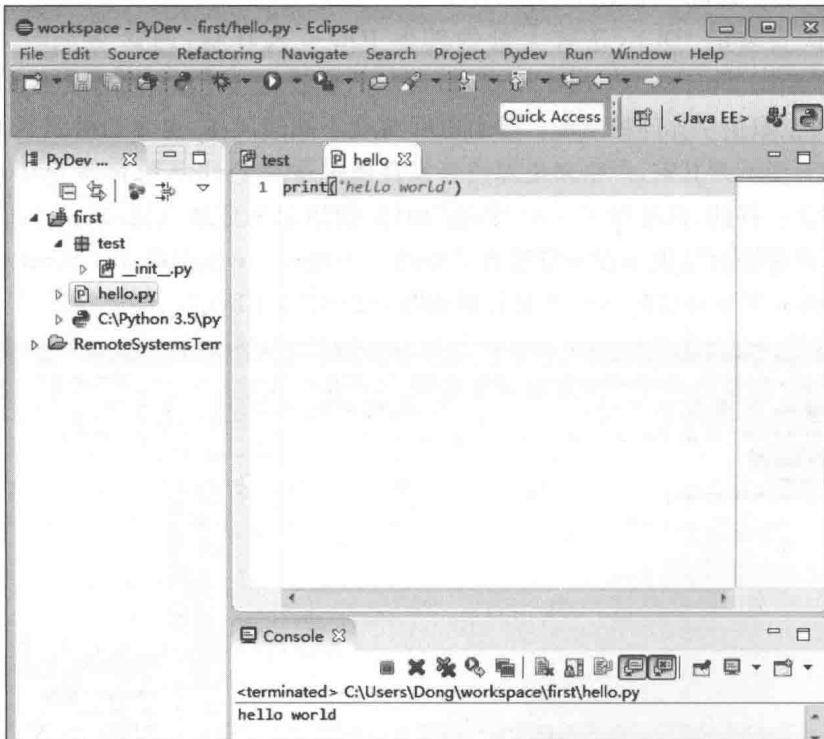 workspace - PyDev - first/hello.py - Eclipse
File Edit Source Refactoring Navigate Search Project Pydev Run Window Help
Quick Access <Java EE>
PyDev ...
test hello
1 print('hello world')
first
test
__init__.py
hello.py
C:\Python 3.5\py
RemoteSystemsTem
Console
<terminated> C:\Users\Dong\workspace\first\hello.py
hello world